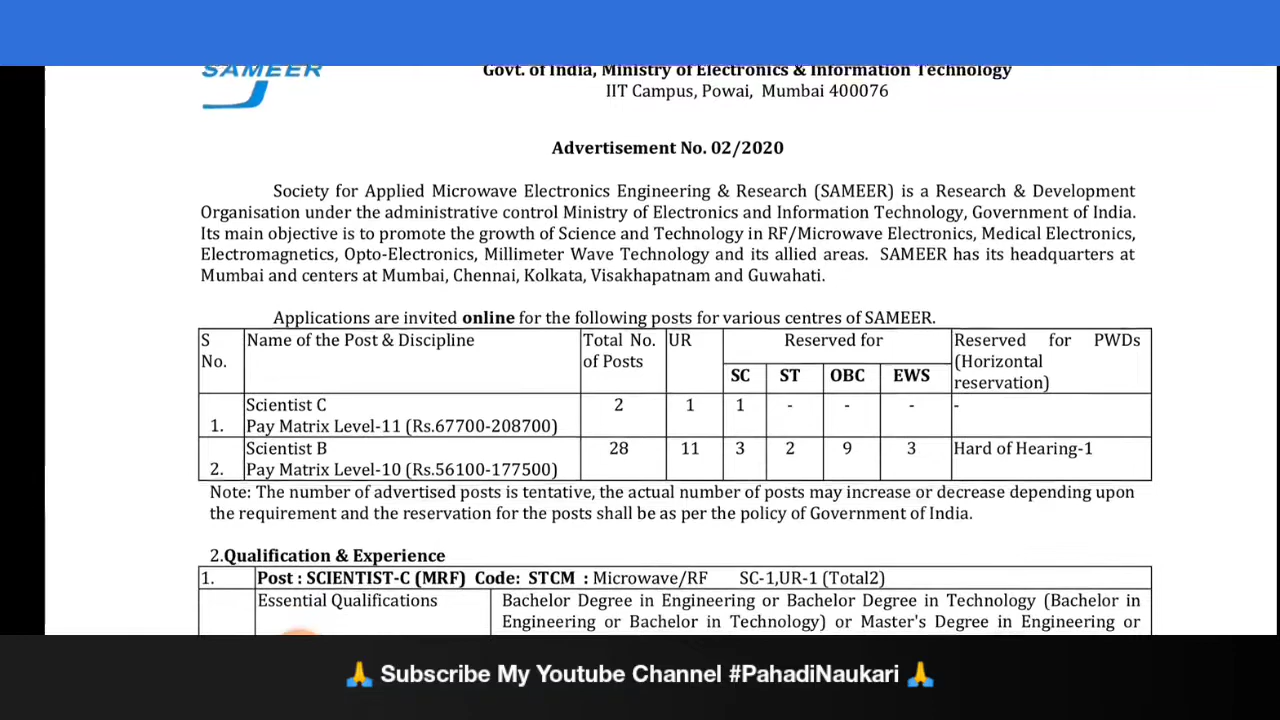 SAMEER
Govt. of India, Ministry of Electronics & Information Technology
IIT Campus, Powai, Mumbai 400076
Advertisement No. 02/2020
Society for Applied Microwave Electronics Engineering & Research (SAMEER) is a Research & Development
Organisation under the administrative control Ministry of Electronics and Information Technology, Government of India.
Its main objective is to promote the growth of Science and Technology in RF/Microwave Electronics, Medical Electronics,
Electromagnetics, Opto-Electronics, Millimeter Wave Technology and its allied areas. SAMEER has its headquarters at
Mumbai and centers at Mumbai, Chennai, Kolkata, Visakhapatnam and Guwahati.
Applications are invited online for the following posts for various centres of SAMEER.
S No. Name of the Post & Discipline Total No. of Posts UR Reserved for Reserved for PWDs (Horizontal reservation)
SC ST OBC EWS
Scientist C 2 1 1 - - - -
1. Pay Matrix Level-11 (Rs.67700-208700)
Scientist B 28 11 3 2 9 3 Hard of Hearing-1
2. Pay Matrix Level-10 (Rs.56100-177500)
Note: The number of advertised posts is tentative, the actual number of posts may increase or decrease depending upon
the requirement and the reservation for the posts shall be as per the policy of Government of India.
2.Qualification & Experience
1. Post : SCIENTIST-C (MRF) Code: STCM : Microwave/RF SC-1,UR-1 (Total2)
Essential Qualifications Bachelor Degree in Engineering or Bachelor Degree in Technology (Bachelor in
Engineering or Bachelor in Technology) or Master's Degree in Engineering or
🙏 Subscribe My Youtube Channel #PahadiNaukari 🙏